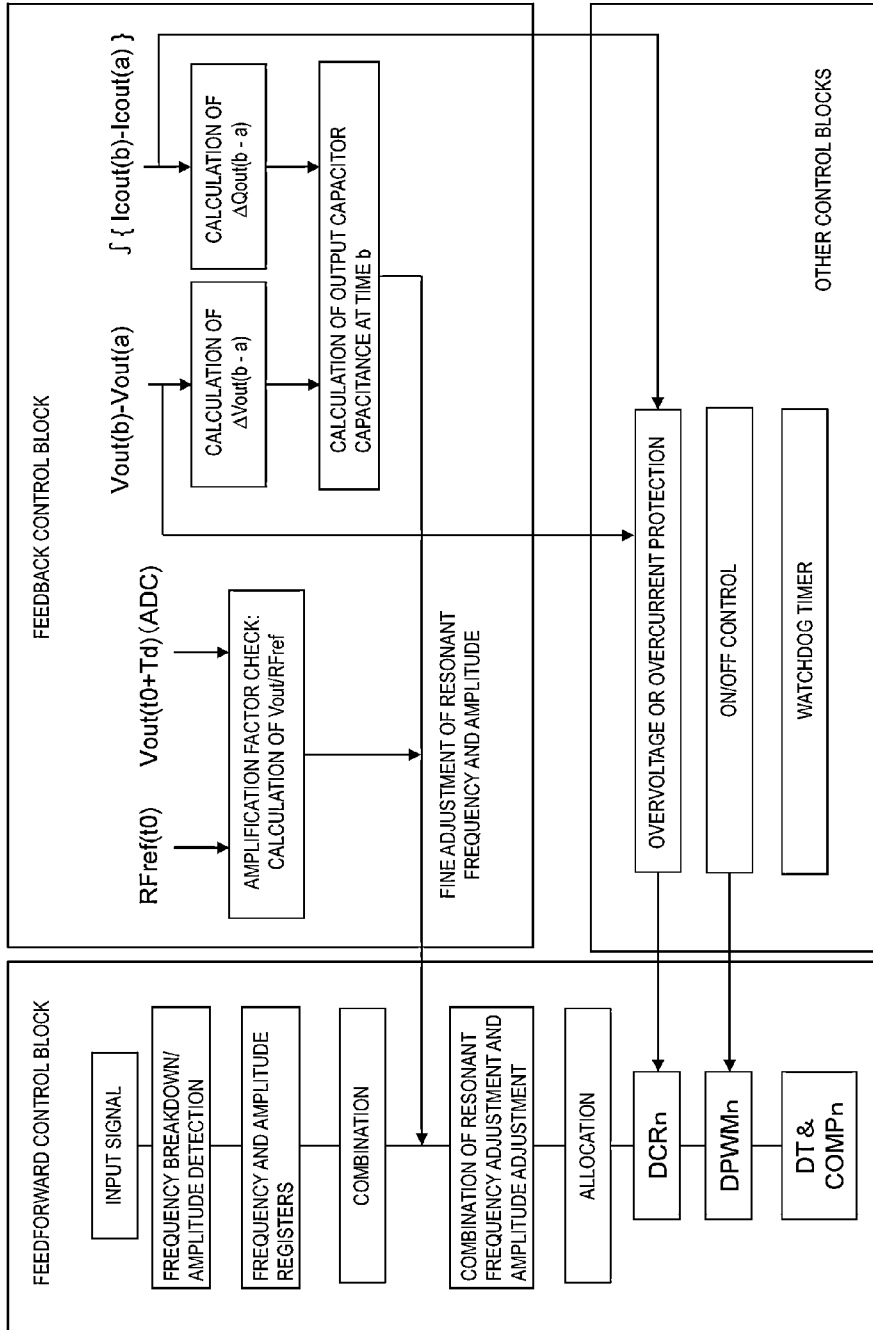 FEEDFORWARD CONTROL BLOCK
INPUT SIGNAL
FREQUENCY BREAKDOWN/
AMPLITUDE DETECTION
FREQUENCY AND AMPLITUDE
REGISTERS
COMBINATION
COMBINATION OF RESONANT
FREQUENCY ADJUSTMENT AND
AMPLITUDE ADJUSTMENT
ALLOCATION
DCRn
DPWMn
DT &
COMPn
FEEDBACK CONTROL BLOCK
RFref(t0)
Vout(t0+Td) (ADC)
AMPLIFICATION FACTOR CHECK:
CALCULATION OF Vout/RFref
FINE ADJUSTMENT OF RESONANT
FREQUENCY AND AMPLITUDE
Vout(b)-Vout(a)
∫ { Icout(b)-Icout(a) }
CALCULATION OF
ΔVout(b - a)
CALCULATION OF
ΔQout(b - a)
CALCULATION OF OUTPUT CAPACITOR
CAPACITANCE AT TIME b
OVERVOLTAGE OR OVERCURRENT PROTECTION
ON/OFF CONTROL
WATCHDOG TIMER
OTHER CONTROL BLOCKS